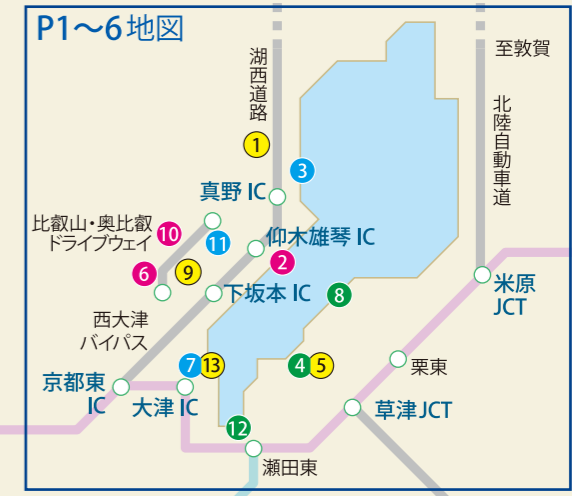 P1〜6地図
至敦賀
湖西道路
北陸自動車道
1
3
真野 IC
比叡山・奥比叡
ドライブウェイ
10
11
仰木雄琴 IC
2
6
9
下坂本 IC
8
米原
JCT
西大津
バイパス
7
13
4
5
栗東
京都東
IC
大津 IC
草津JCT
12
瀬田東